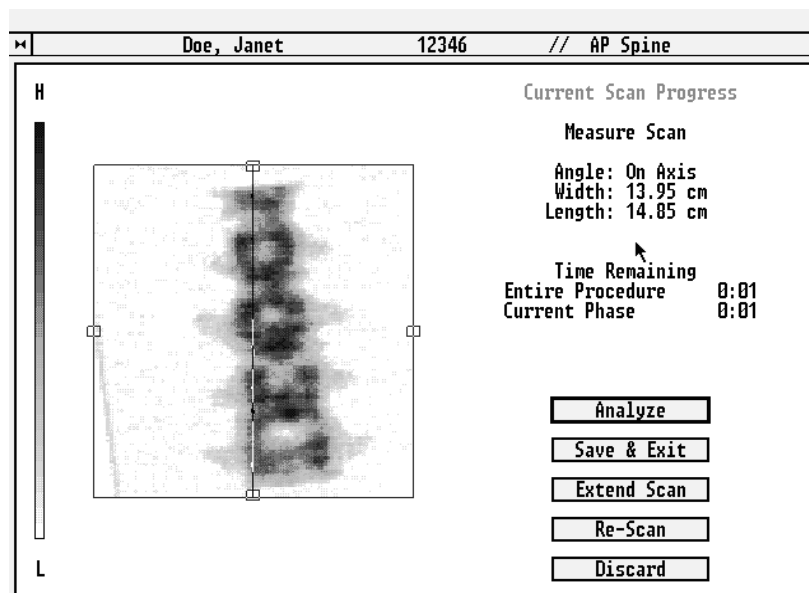 Doe, Janet 12346 // AP Spine
H
Current Scan Progress
Measure Scan
Angle: On Axis
Width: 13.95 cm
Length: 14.85 cm
Time Remaining
Entire Procedure 0:01
Current Phase 0:01
Analyze
Save & Exit
Extend Scan
Re-Scan
Discard
L